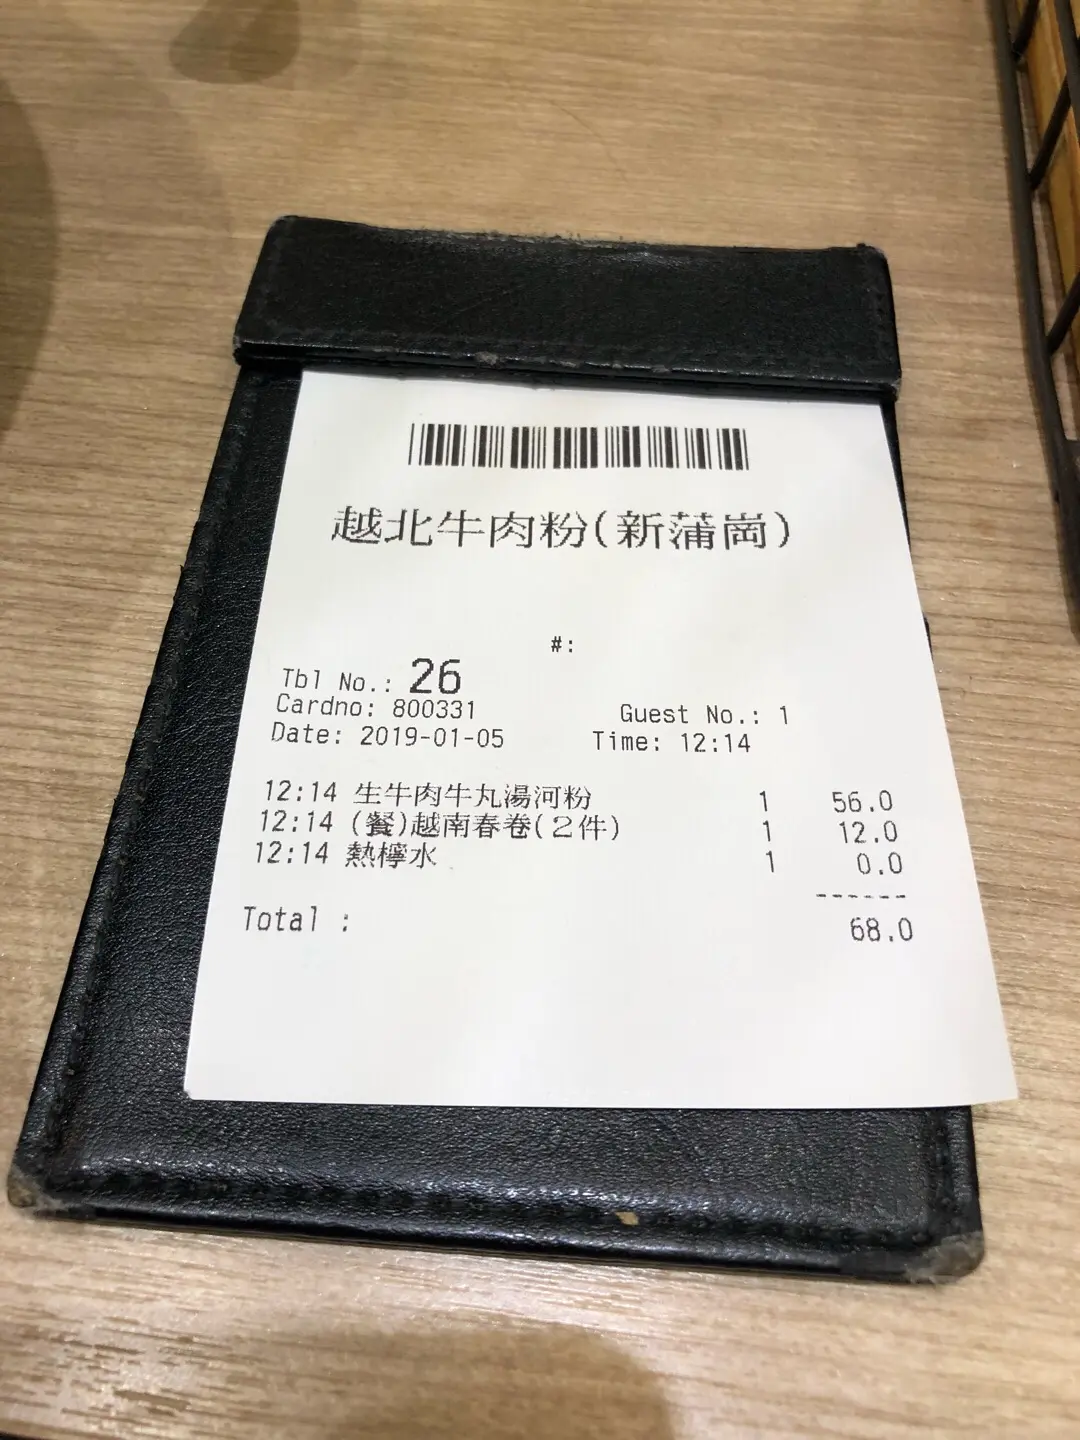 越北牛肉粉(新蒲崗)
#:
Tbl No.: 26
Cardno: 800331 Guest No.: 1
Date: 2019-01-05 Time: 12:14
12:14 生牛肉牛丸湯河粉 1 56.0
12:14 (餐)越南春卷(2件) 1 12.0
12:14 熱檸水 1 0.0
------
Total : 68.0